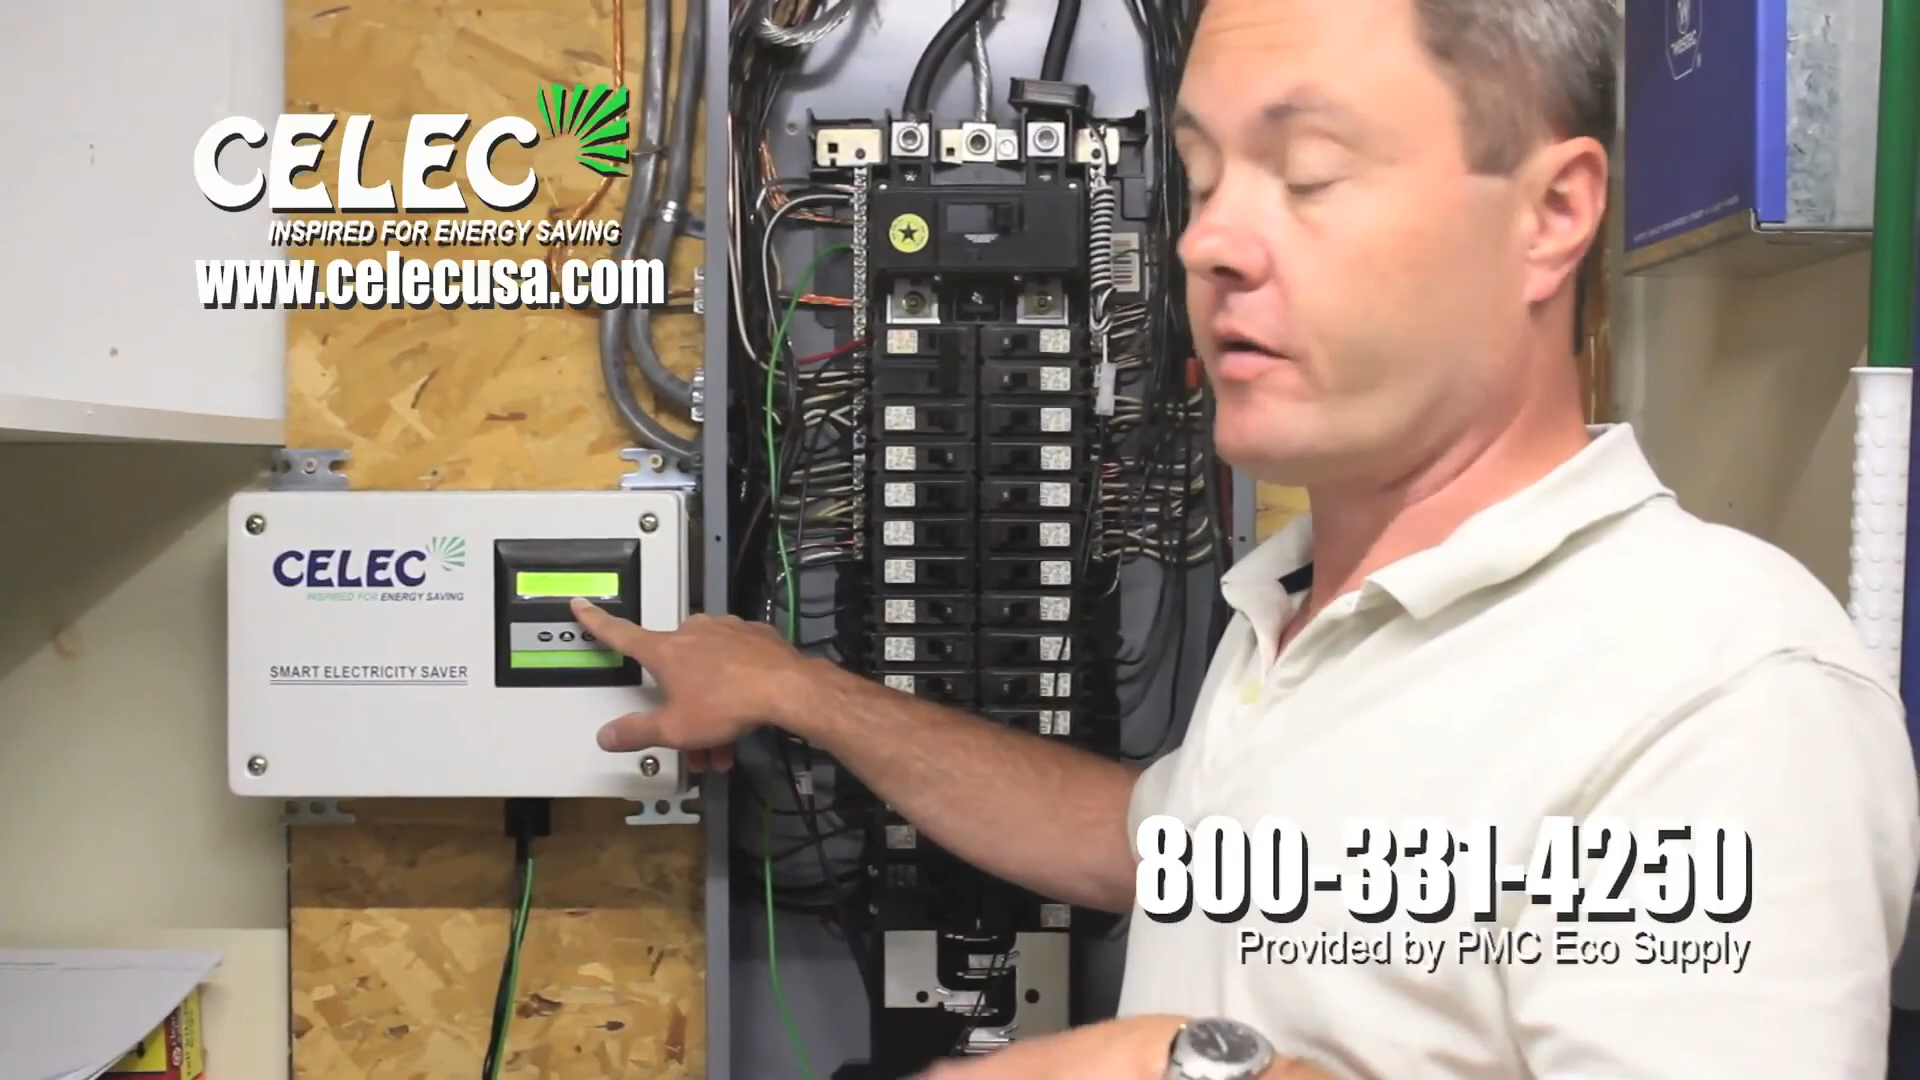 CELEC
INSPIRED FOR ENERGY SAVING
www.celecusa.com
CELEC
INSPIRED FOR ENERGY SAVING
SMART ELECTRICITY SAVER
800-331-4250
Provided by PMC Eco Supply